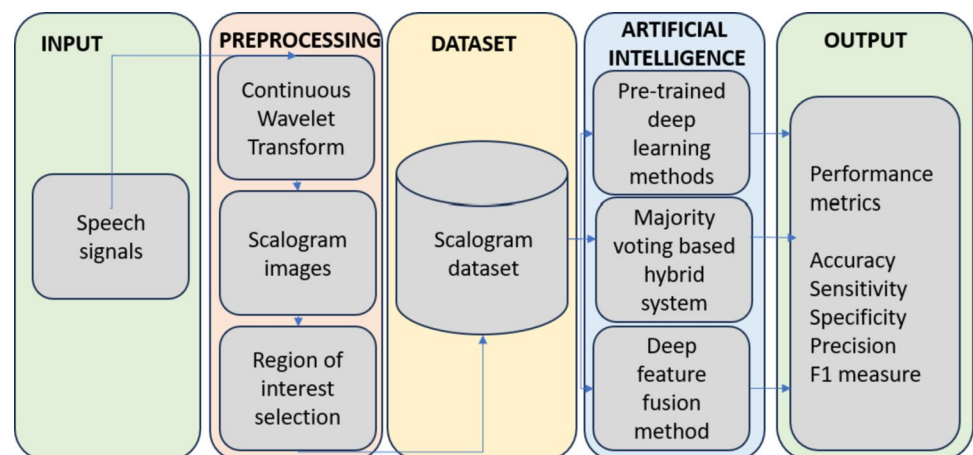 INPUT
Speech
signals
PREPROCESSING
Continuous
Wavelet
Transform
Scalogram
images
Region of
interest
selection
DATASET
Scalogram
dataset
ARTIFICIAL
INTELLIGENCE
Pre-trained
deep
learning
methods
Majority
voting based
hybrid
system
Deep
feature
fusion
method
OUTPUT
Performance
metrics
Accuracy
Sensitivity
Specificity
Precision
F1 measure